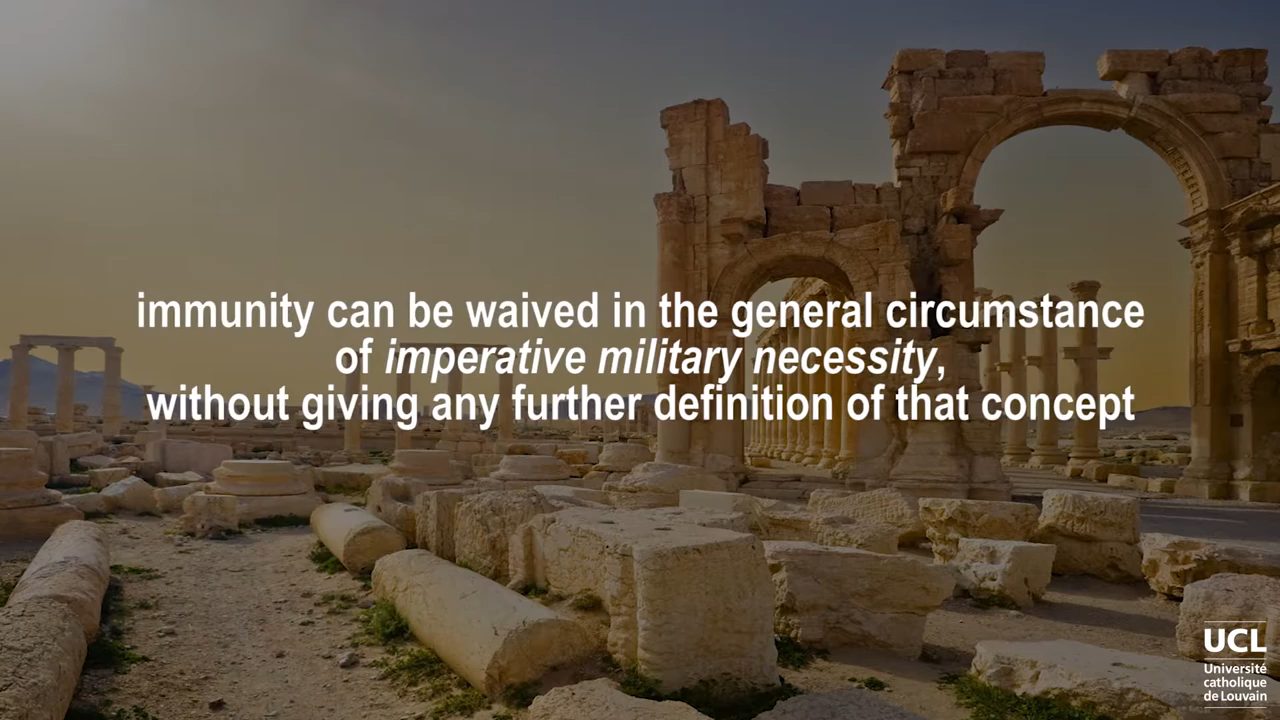 immunity can be waived in the general circumstance
of imperative military necessity,
without giving any further definition of that concept
UCL
Université
catholique
de Louvain